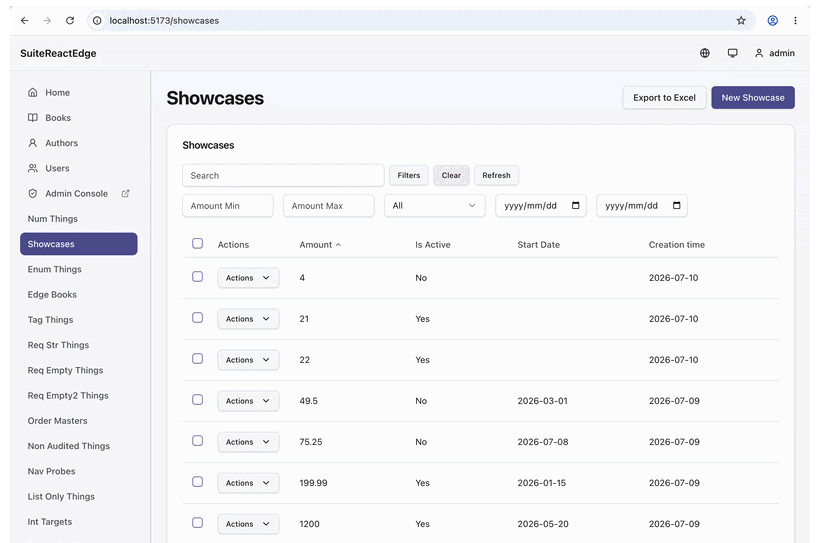 localhost:5173/showcases
SuiteReactEdge
admin
Home
Books
Authors
Users
Admin Console
Num Things
Showcases
Enum Things
Edge Books
Tag Things
Req Str Things
Req Empty Things
Req Empty2 Things
Order Masters
Non Audited Things
Nav Probes
List Only Things
Int Targets
Showcases
Export to Excel
New Showcase
Showcases
Search
Filters
Clear
Refresh
Amount Min
Amount Max
All
yyyy/mm/dd
yyyy/mm/dd
Actions Amount Is Active Start Date Creation time
Actions 4 No 2026-07-10
Actions 21 Yes 2026-07-10
Actions 22 Yes 2026-07-10
Actions 49.5 No 2026-03-01 2026-07-09
Actions 75.25 No 2026-07-08 2026-07-09
Actions 199.99 Yes 2026-01-15 2026-07-09
Actions 1200 Yes 2026-05-20 2026-07-09